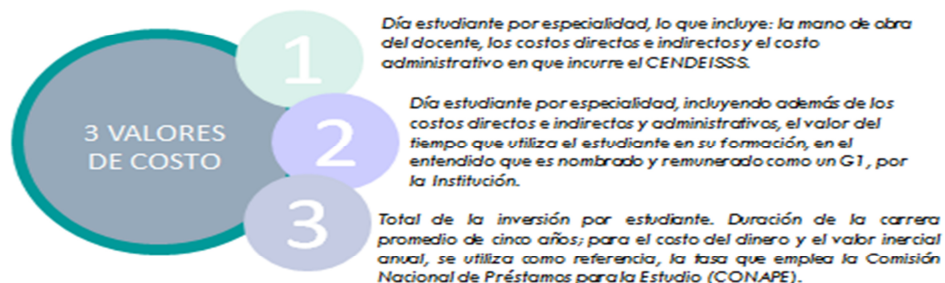 3 VALORES
DE COSTO
1
Día estudiante por especialidad, lo que incluye: la mano de obra
del docente, los costos directos e indirectos y el costo
administrativo en que incurre el CENDEISSS.
2
Día estudiante por especialidad, incluyendo además de los
costos directos e indirectos y administrativos, el valor del
tiempo que utiliza el estudiante en su formación, en el
entendido que es nombrado y remunerado como un G1, por
la Institución.
3
Total de la inversión por estudiante. Duración de la carrera
promedio de cinco años; para el costo del dinero y el valor inercial
anual, se utiliza como referencia, la tasa que emplea la Comisión
Nacional de Préstamos para la Estudio (CONAPE).